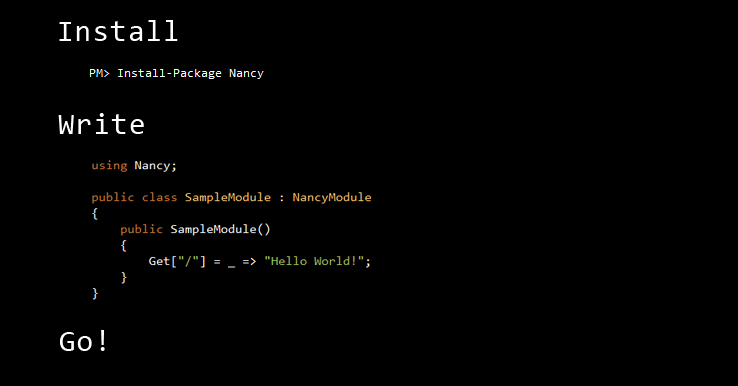 Install
PM> Install-Package Nancy
Write
using Nancy;
public class SampleModule : NancyModule
{
public SampleModule()
{
Get["/"] = _ => "Hello World!";
}
}
Go!